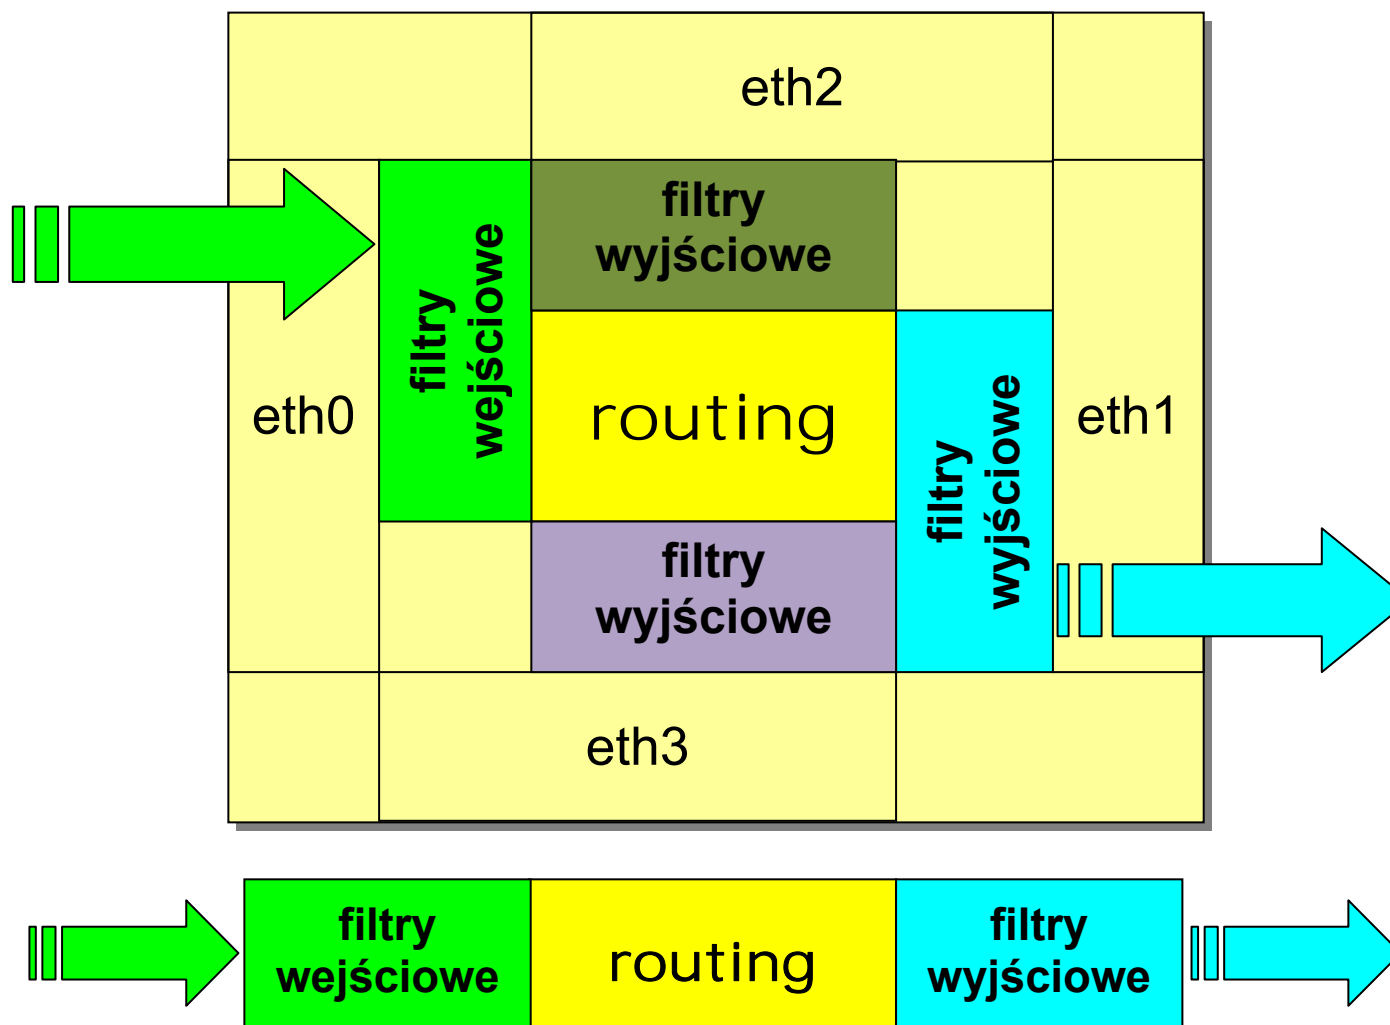 eth2
filtry
wyjściowe
filtry
wejściowe
eth0
routing
filtry
wyjściowe
eth1
filtry
wyjściowe
eth3
filtry
wejściowe
routing
filtry
wyjściowe